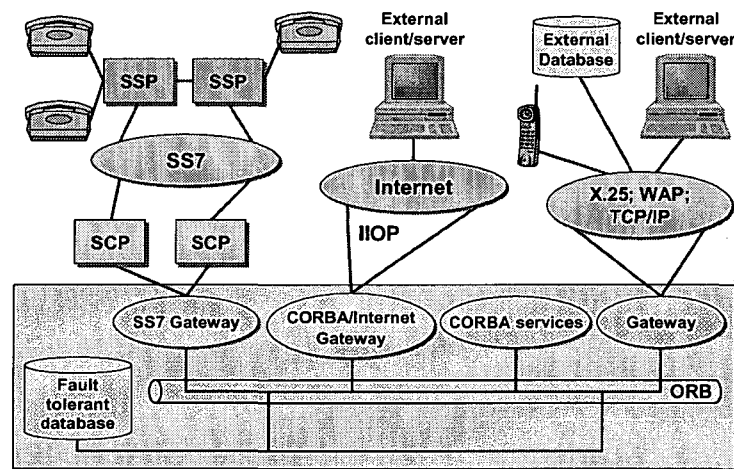 External
client/server
External
Database
External
client/server
SSP
SSP
SS7
Internet
X.25; WAP;
TCP/IP
IIOP
SCP
SCP
SS7 Gateway
CORBA/Internet
Gateway
CORBA services
Gateway
Fault
tolerant
database
ORB